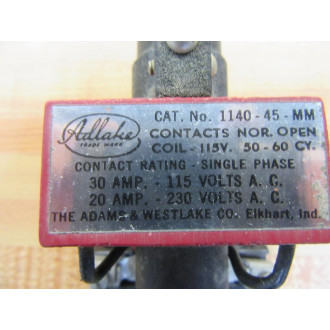 Adlake
TRADE MARK
CAT. No. 1140-45-MM
CONTACTS NOR. OPEN
COIL-115V. 50-60 CY.
CONTACT RATING - SINGLE PHASE
30 AMP. - 115 VOLTS A. C.
20 AMP. - 230 VOLTS A. C.
THE ADAMS & WESTLAKE CO. Elkhart, Ind.